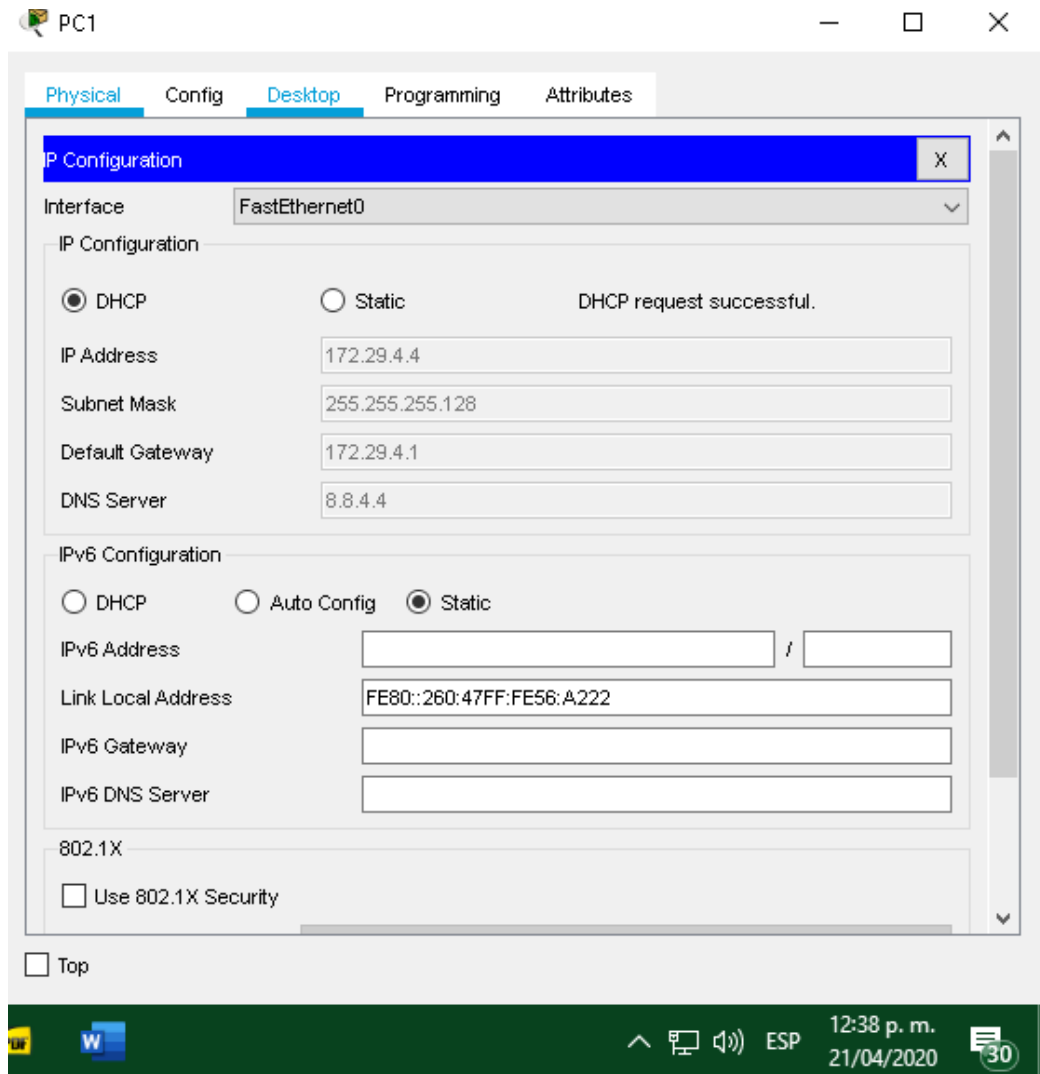 PC1
Physical Config Desktop Programming Attributes
IP Configuration X
Interface FastEthernet0
IP Configuration
DHCP Static DHCP request successful.
IP Address 172.29.4.4
Subnet Mask 255.255.255.128
Default Gateway 172.29.4.1
DNS Server 8.8.4.4
IPv6 Configuration
DHCP Auto Config Static
IPv6 Address /
Link Local Address FE80::260:47FF:FE56:A222
IPv6 Gateway
IPv6 DNS Server
802.1X
Use 802.1X Security
Top
W ESP 12:38 p. m.
21/04/2020 30